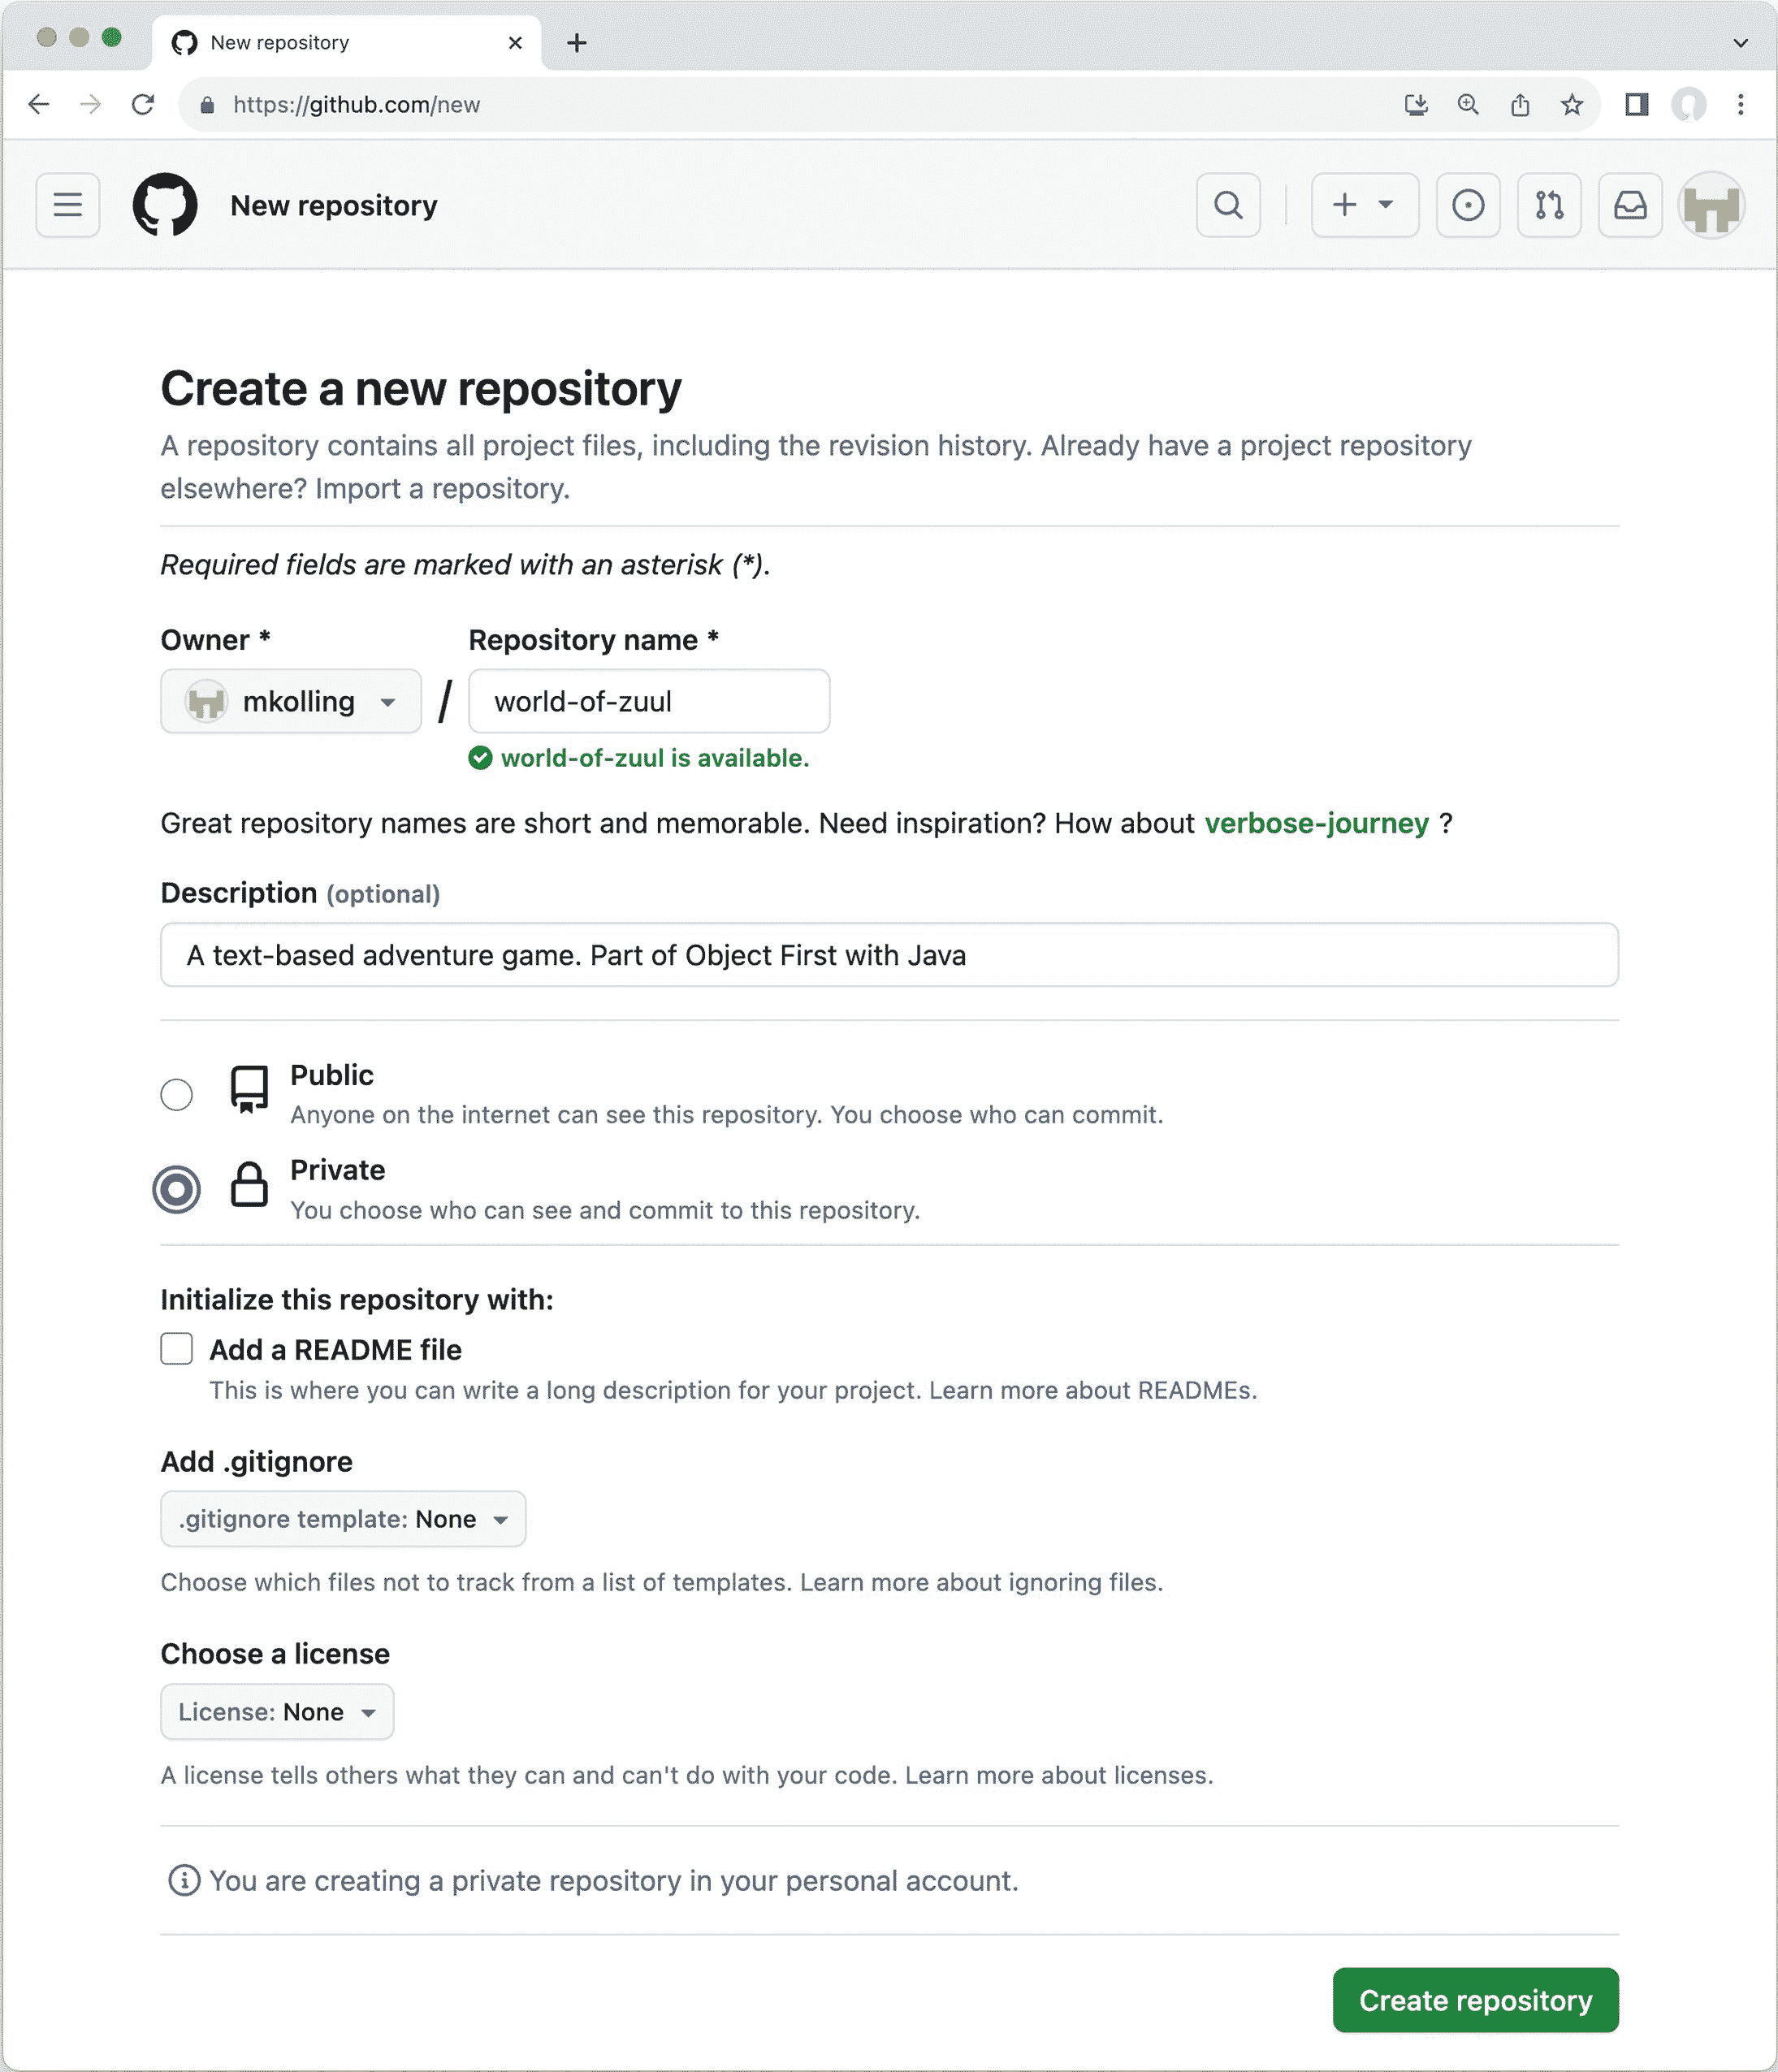 New repository
https://github.com/new
New repository
Create a new repository
A repository contains all project files, including the revision history. Already have a project repository
elsewhere? Import a repository.
Required fields are marked with an asterisk (*).
Owner * Repository name *
mkolling / world-of-zuul
world-of-zuul is available.
Great repository names are short and memorable. Need inspiration? How about verbose-journey ?
Description (optional)
A text-based adventure game. Part of Object First with Java
Public
Anyone on the internet can see this repository. You choose who can commit.
Private
You choose who can see and commit to this repository.
Initialize this repository with:
Add a README file
This is where you can write a long description for your project. Learn more about READMEs.
Add .gitignore
.gitignore template: None
Choose which files not to track from a list of templates. Learn more about ignoring files.
Choose a license
License: None
A license tells others what they can and can't do with your code. Learn more about licenses.
You are creating a private repository in your personal account.
Create repository